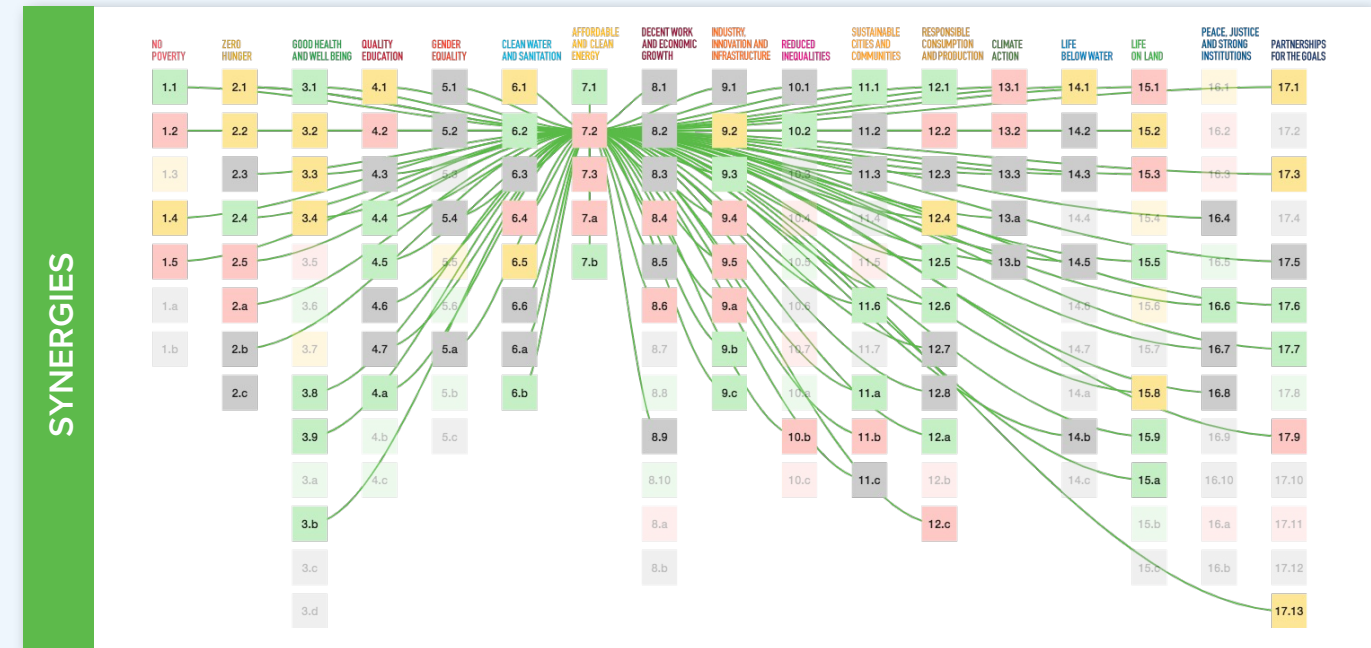 SYNERGIES
NO
POVERTY
ZERO
HUNGER
GOOD HEALTH
AND WELL BEING
QUALITY
EDUCATION
GENDER
EQUALITY
CLEAN WATER
AND SANITATION
AFFORDABLE
AND CLEAN
ENERGY
DECENT WORK
AND ECONOMIC
GROWTH
INDUSTRY,
INNOVATION AND
INFRASTRUCTURE
REDUCED
INEQUALITIES
SUSTAINABLE
CITIES AND
COMMUNITIES
RESPONSIBLE
CONSUMPTION
AND PRODUCTION
CLIMATE
ACTION
LIFE
BELOW WATER
LIFE
ON LAND
PEACE, JUSTICE
AND STRONG
INSTITUTIONS
PARTNERSHIPS
FOR THE GOALS
1.1 2.1 3.1 4.1 5.1 6.1 7.1 8.1 9.1 10.1 11.1 12.1 13.1 14.1 15.1 16.1 17.1
1.2 2.2 3.2 4.2 5.2 6.2 7.2 8.2 9.2 10.2 11.2 12.2 13.2 14.2 15.2 16.2 17.2
1.3 2.3 3.3 4.3 5.3 6.3 7.3 8.3 9.3 10.3 11.3 12.3 13.3 14.3 15.3 16.3 17.3
1.4 2.4 3.4 4.4 5.4 6.4 7.a 8.4 9.4 10.4 11.4 12.4 13.a 14.4 15.4 16.4 17.4
1.5 2.5 3.5 4.5 5.5 6.5 7.b 8.5 9.5 10.5 11.5 12.5 13.b 14.5 15.5 16.5 17.5
1.a 2.a 3.6 4.6 5.6 6.6 8.6 9.a 10.6 11.6 12.6 14.6 15.6 16.6 17.6
1.b 2.b 3.7 4.7 5.a 6.a 8.7 9.b 10.7 11.7 12.7 14.7 15.7 16.7 17.7
2.c 3.8 4.a 5.b 6.b 8.8 9.c 10.a 11.a 12.8 14.a 15.8 16.8 17.8
3.9 4.b 5.c 8.9 10.b 11.b 12.a 14.b 15.9 16.9 17.9
3.a 4.c 8.10 10.c 11.c 12.b 14.c 15.a 16.10 17.10
3.b 8.a 12.c 15.b 16.a 17.11
3.c 8.b 15.c 16.b 17.12
3.d 17.13